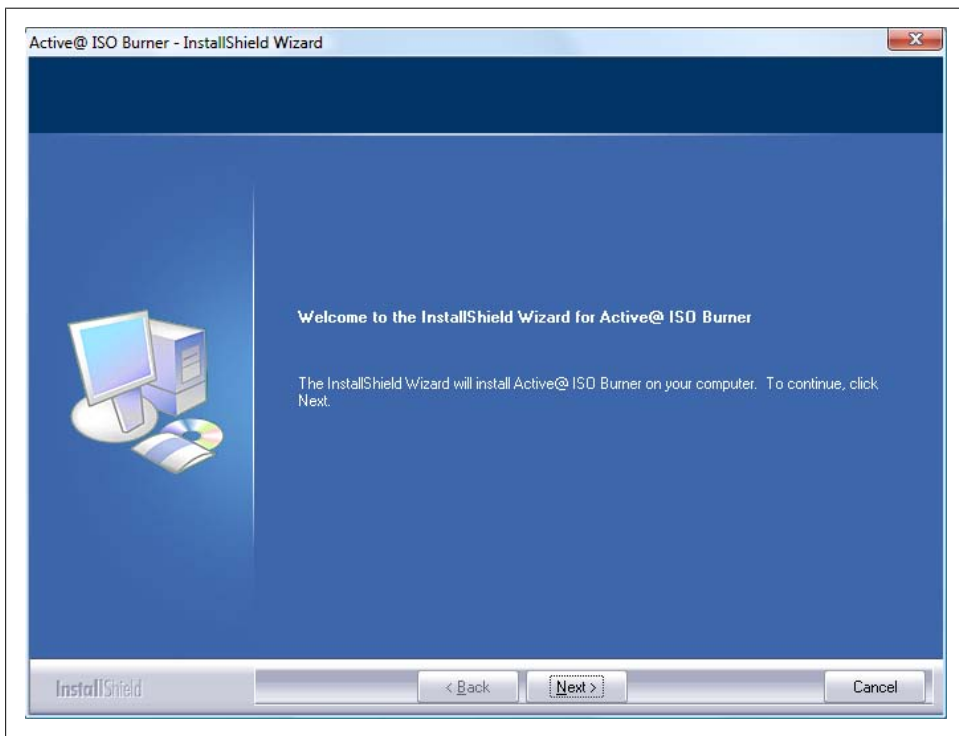 Active@ ISO Burner - InstallShield Wizard
Welcome to the InstallShield Wizard for Active@ ISO Burner
The InstallShield Wizard will install Active@ ISO Burner on your computer. To continue, click
Next.
InstallShield
< Back
Next >
Cancel